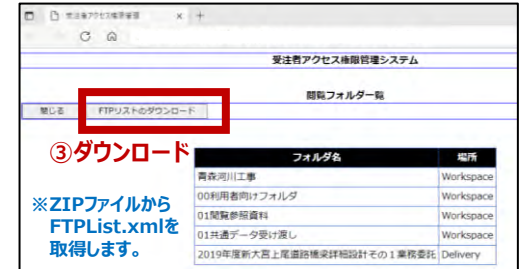 受注者アクセス権限管理 × +
受注者アクセス権限管理システム
閲覧フォルダ一覧
閉じる FTPリストのダウンロード
③ダウンロード
フォルダ名 場所
青森河川工事 Workspace
00利用者向けフォルダ Workspace
01閲覧参照資料 Workspace
01共通データ受け渡し Workspace
2019年度新大宮上尾道路橋梁詳細設計その1業務委託 Delivery
※ZIPファイルから
FTPList.xmlを
取得します。